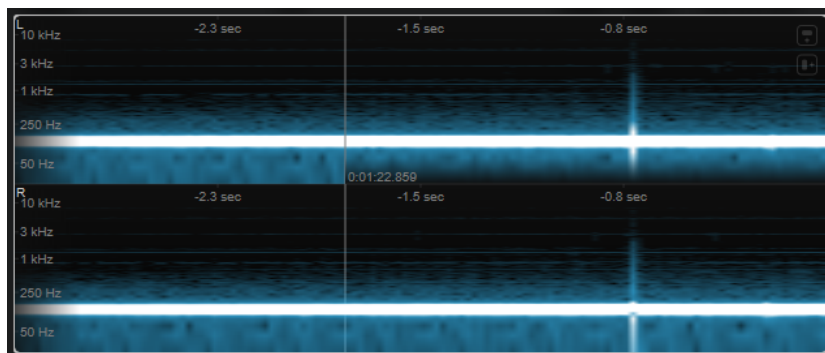 L
-2.3 sec -1.5 sec -0.8 sec
10 kHz
3 kHz
1 kHz
250 Hz
50 Hz
0:01:22.859
R
-2.3 sec -1.5 sec -0.8 sec
10 kHz
3 kHz
1 kHz
250 Hz
50 Hz